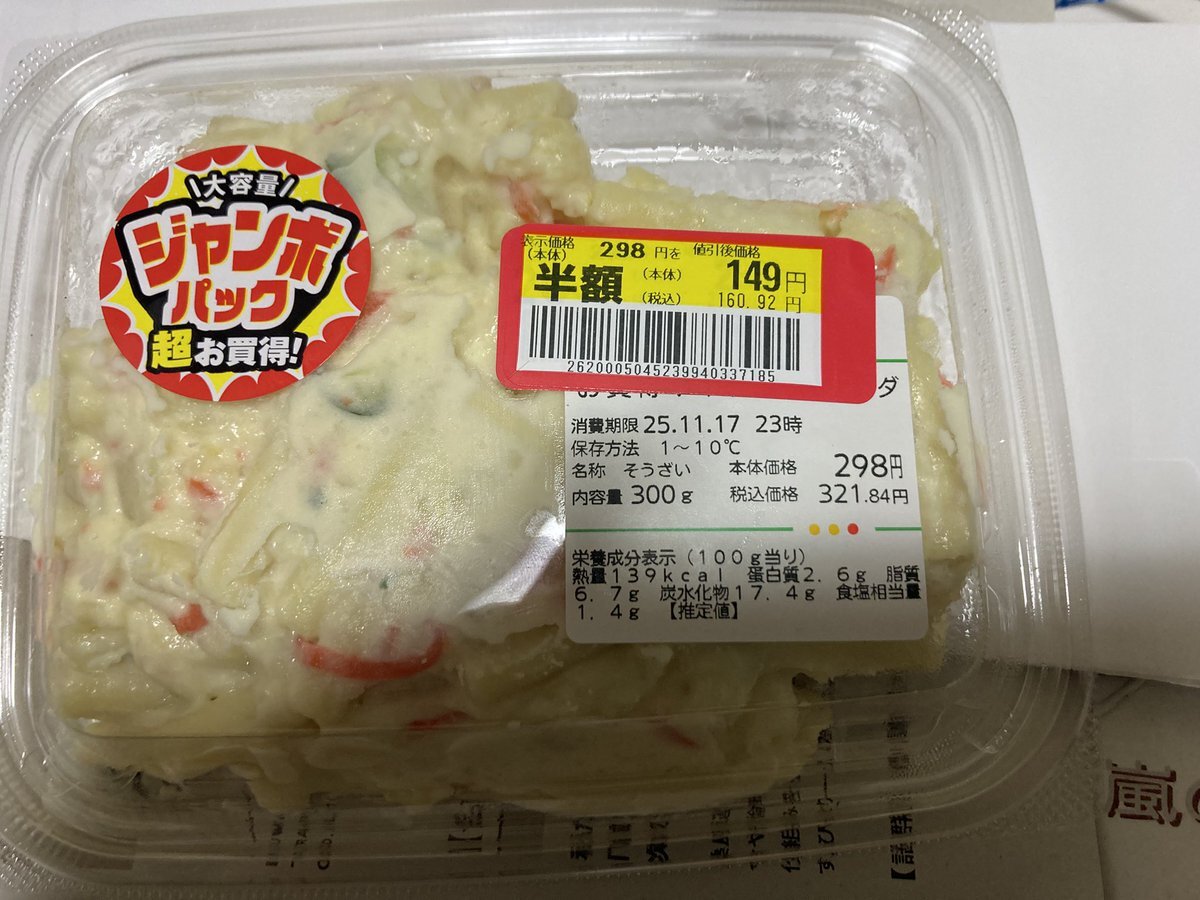 大容量
ジャンボ
パック
超お買得!
表示価格
(本体) 298 円を 値引後価格
半額 (本体) 149円
(税込) 160.92 円
2620005045239940337185
ダ
消費期限 25.11.17 23時
保存方法 1〜10℃
名称 そうざい 本体価格 298円
内容量 300g 税込価格 321.84円
栄養成分表示(100g当り)
熱量139kcal 蛋白質2.6g 脂質
6.7g 炭水化物17.4g 食塩相当量
1.4g 【推定値】
嵐